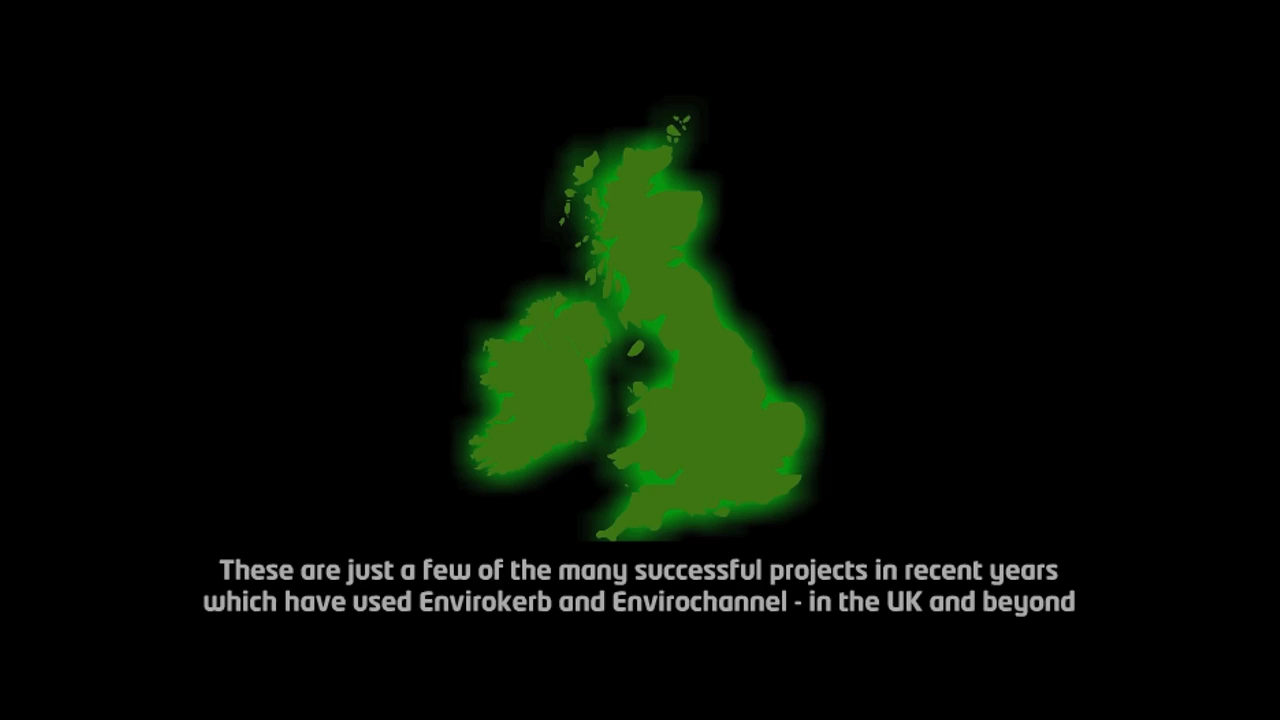 These are just a few of the many successful projects in recent years
which have used Envirokerb and Envirochannel - in the UK and beyond